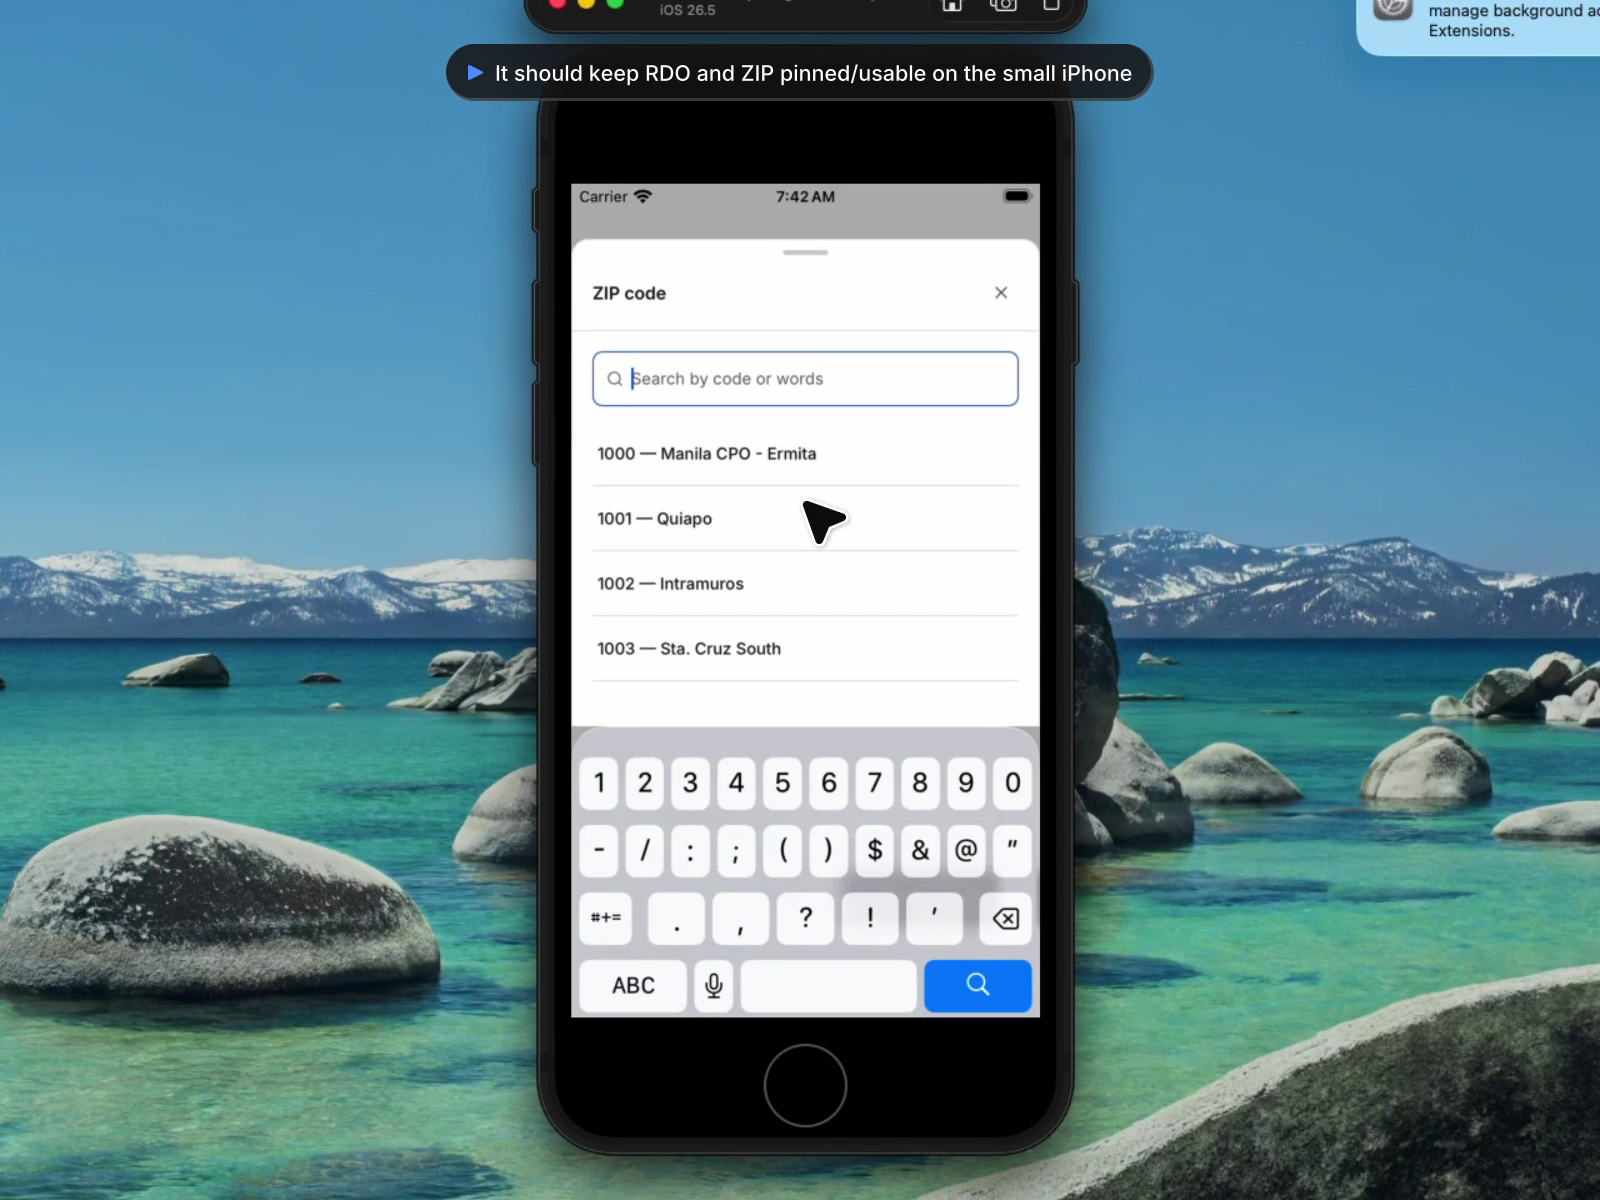 iOS 26.5
manage background
Extensions.
It should keep RDO and ZIP pinned/usable on the small iPhone
Carrier 7:42 AM
ZIP code
Search by code or words
1000 — Manila CPO - Ermita
1001 — Quiapo
1002 — Intramuros
1003 — Sta. Cruz South
1 2 3 4 5 6 7 8 9 0
- / : ; ( ) $ & @ "
#+= . , ? ! '
ABC